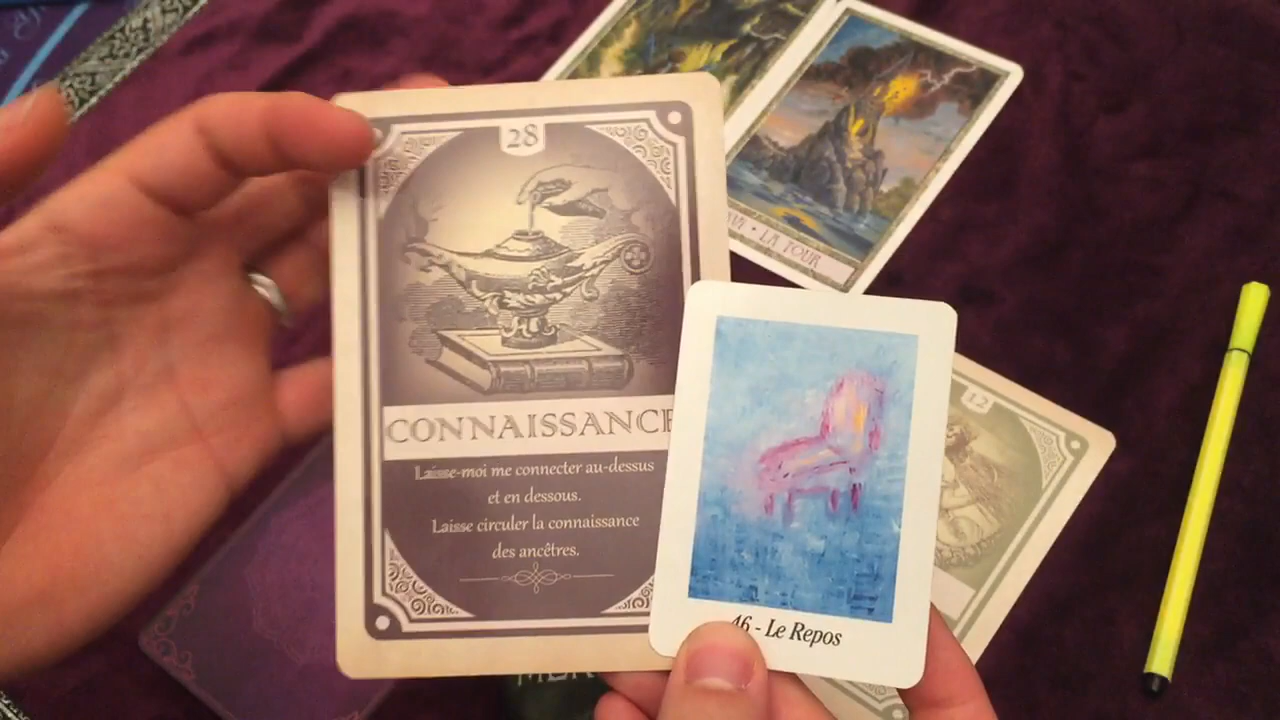 28
CONNAISSANCE
Laisse-moi me connecter au-dessus
et en dessous.
Laisse circuler la connaissance
des ancêtres.
LA TOUR
12
46 - Le Repos